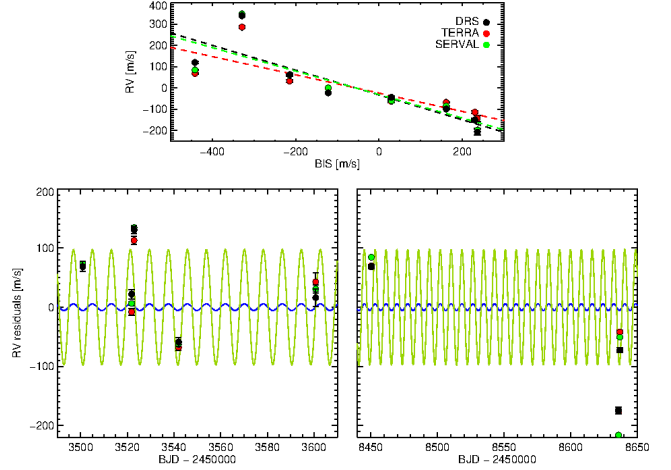 400
300
200
100
0
−100
−200
RV [m/s]
DRS
TERRA
SERVAL
−400 −200 0 200
BIS [m/s]
200
100
0
−100
−200
RV residuals [m/s]
3500 3520 3540 3560 3580 3600
BJD − 2450000
8450 8500 8550 8600 8650
BJD − 2450000